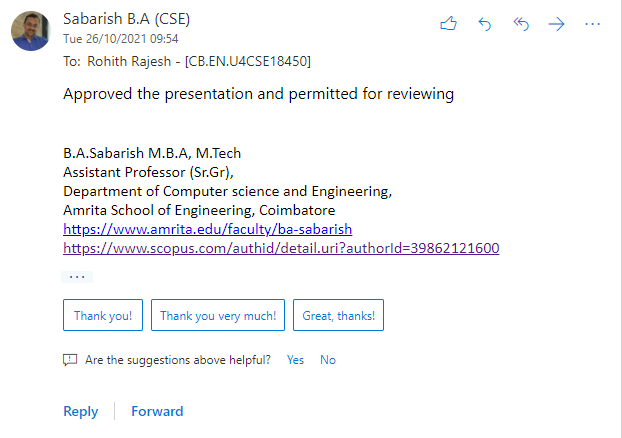 Sabarish B.A (CSE)
Tue 26/10/2021 09:54
To: Rohith Rajesh - [CB.EN.U4CSE18450]
Approved the presentation and permitted for reviewing
B.A.Sabarish M.B.A, M.Tech
Assistant Professor (Sr.Gr),
Department of Computer science and Engineering,
Amrita School of Engineering, Coimbatore
https://www.amrita.edu/faculty/ba-sabarish
https://www.scopus.com/authid/detail.uri?authorId=39862121600
...
Thank you! Thank you very much! Great, thanks!
Are the suggestions above helpful? Yes No
Reply Forward